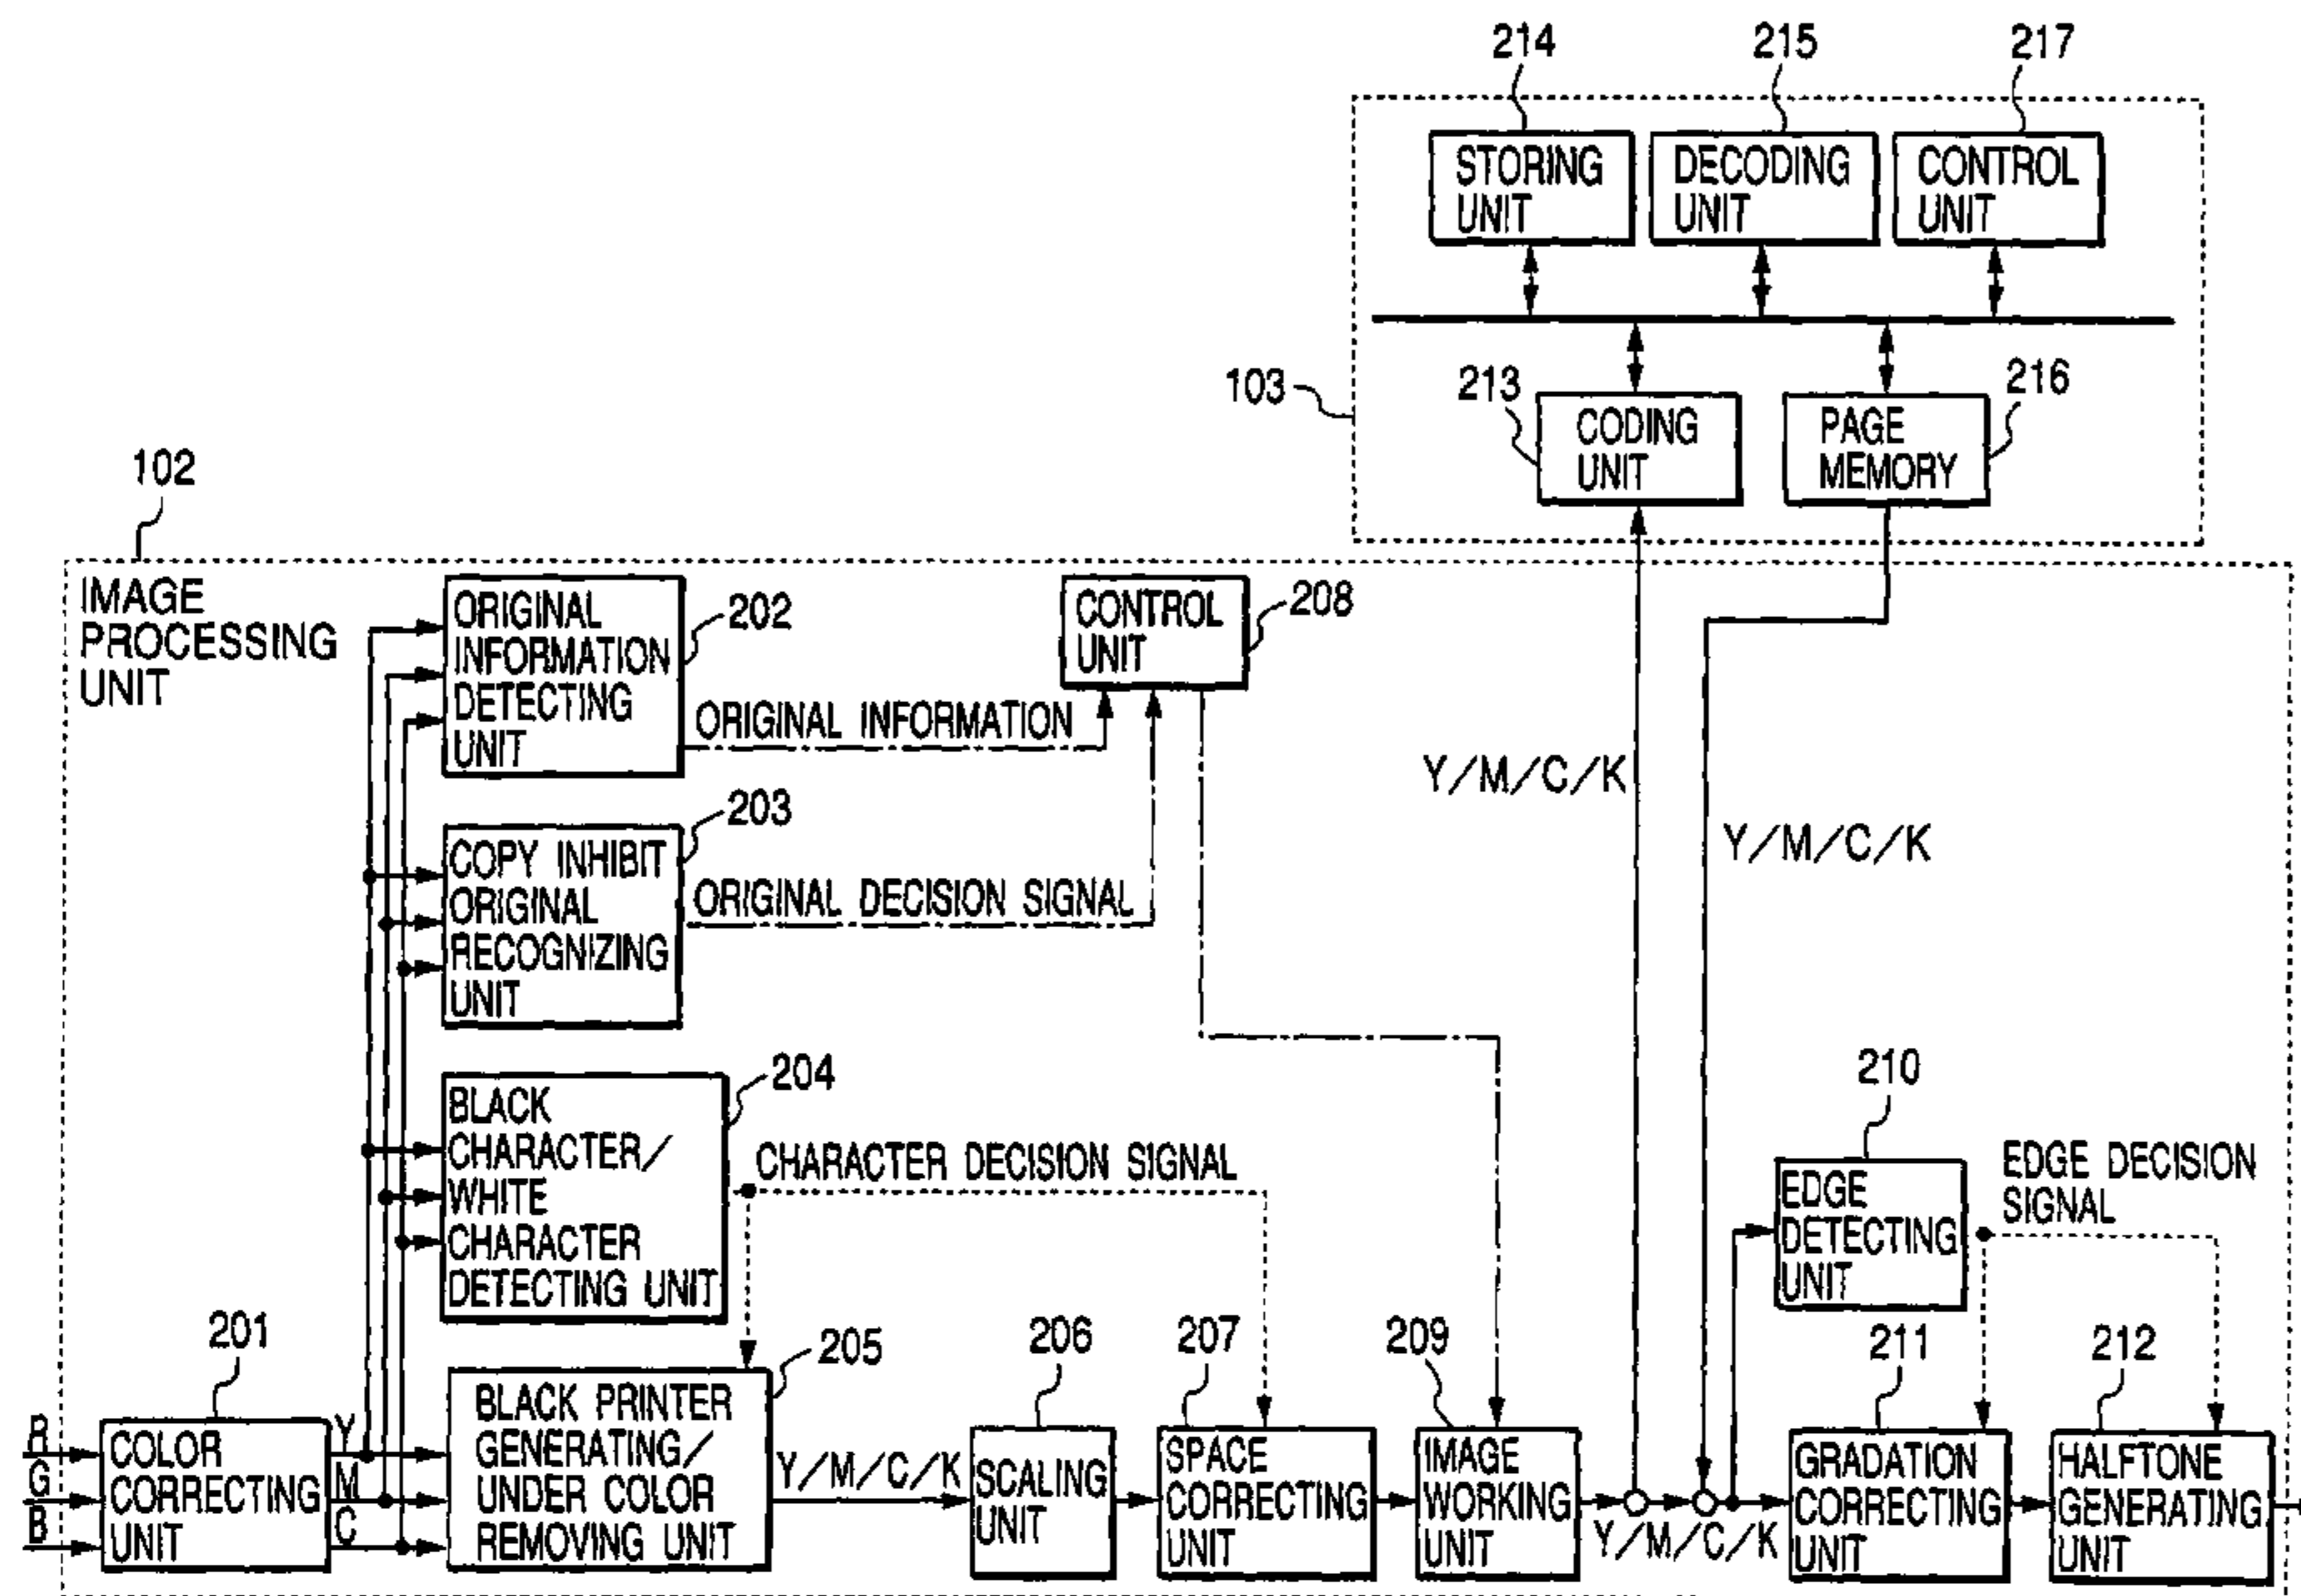 214
215
217
STORING
UNIT
DECODING
UNIT
CONTROL
UNIT
103
213
216
CODING
UNIT
PAGE
MEMORY
102
IMAGE
PROCESSING
UNIT
ORIGINAL
INFORMATION
DETECTING
UNIT
202
CONTROL
UNIT
208
ORIGINAL INFORMATION
Y/M/C/K
Y/M/C/K
203
COPY INHIBIT
ORIGINAL
RECOGNIZING
UNIT
ORIGINAL DECISION SIGNAL
204
BLACK
CHARACTER/
WHITE
CHARACTER
DETECTING UNIT
CHARACTER DECISION SIGNAL
210
EDGE
DETECTING
UNIT
EDGE DECISION
SIGNAL
201
205
206
207
209
211
212
R
G
B
COLOR
CORRECTING
UNIT
Y
M
C
BLACK PRINTER
GENERATING/
UNDER COLOR
REMOVING UNIT
Y/M/C/K
SCALING
UNIT
SPACE
CORRECTING
UNIT
IMAGE
WORKING
UNIT
Y/M/C/K
GRADATION
CORRECTING
UNIT
HALFTONE
GENERATING
UNIT